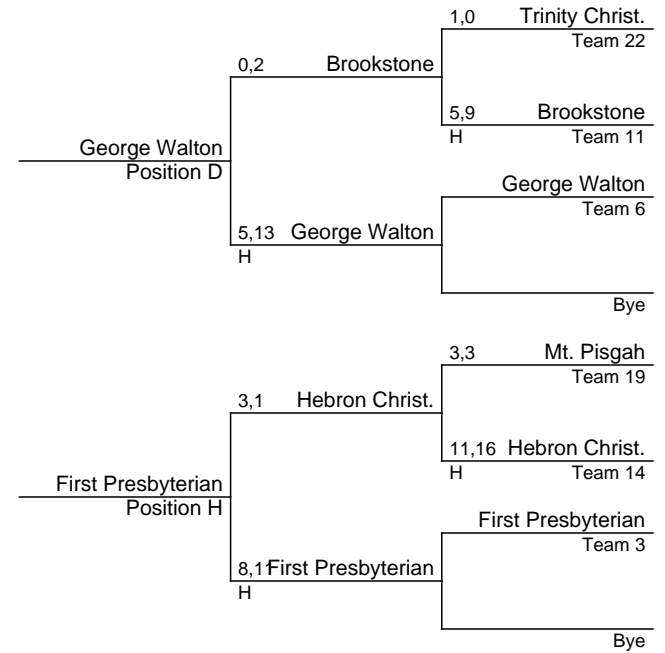 1,0 Trinity Christ.
Team 22
0,2 Brookstone
5,9 Brookstone
H Team 11
George Walton
Position D
George Walton
Team 6
5,13 George Walton
H
Bye
3,3 Mt. Pisgah
Team 19
3,1 Hebron Christ.
11,16 Hebron Christ.
H Team 14
First Presbyterian
Position H
First Presbyterian
Team 3
8,11 First Presbyterian
H
Bye